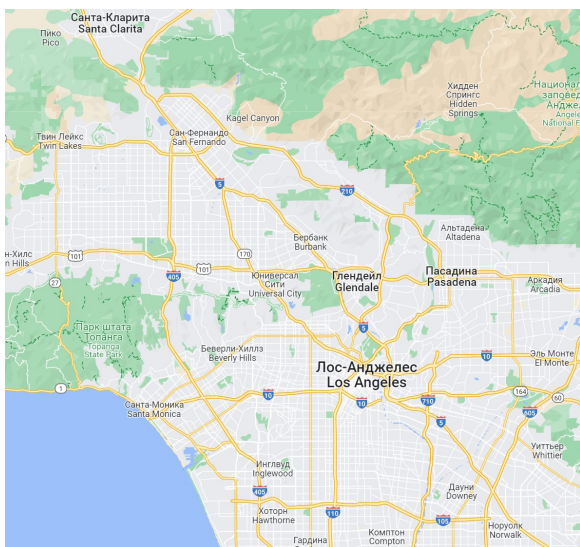 Санта-Кларита
Santa Clarita
Пико
Pico
Хидден
Спрингс
Hidden
Springs
Национал
запове
Андже
Angele
National F
Kagel Canyon
Твин Лейкс
Twin Lakes
Сан-Фернандо
San Fernando
5
210
Альтадена
Altadena
Бербанк
Burbank
н-Хилс
n Hills
101
170
405
101
27
Юниверсал
Сити
Universal City
Глендейл
Glendale
Пасадина
Pasadena
Аркадия
Arcadia
Парк штата
Топанга
Topanga
State Park
5
Беверли-Хиллз
Beverly Hills
Лос-Анджелес
Los Angeles
10
Эль Монте
El Monte
1
Санта-Моника
Santa Monica
10
10
710
164
60
605
5
Уиттьер
Whittier
Инглвуд
Inglewood
405
Дауни
Downey
Хоторн
Hawthorne
110
105
Комптон
Compton
Норуолк
Norwalk
Гардина